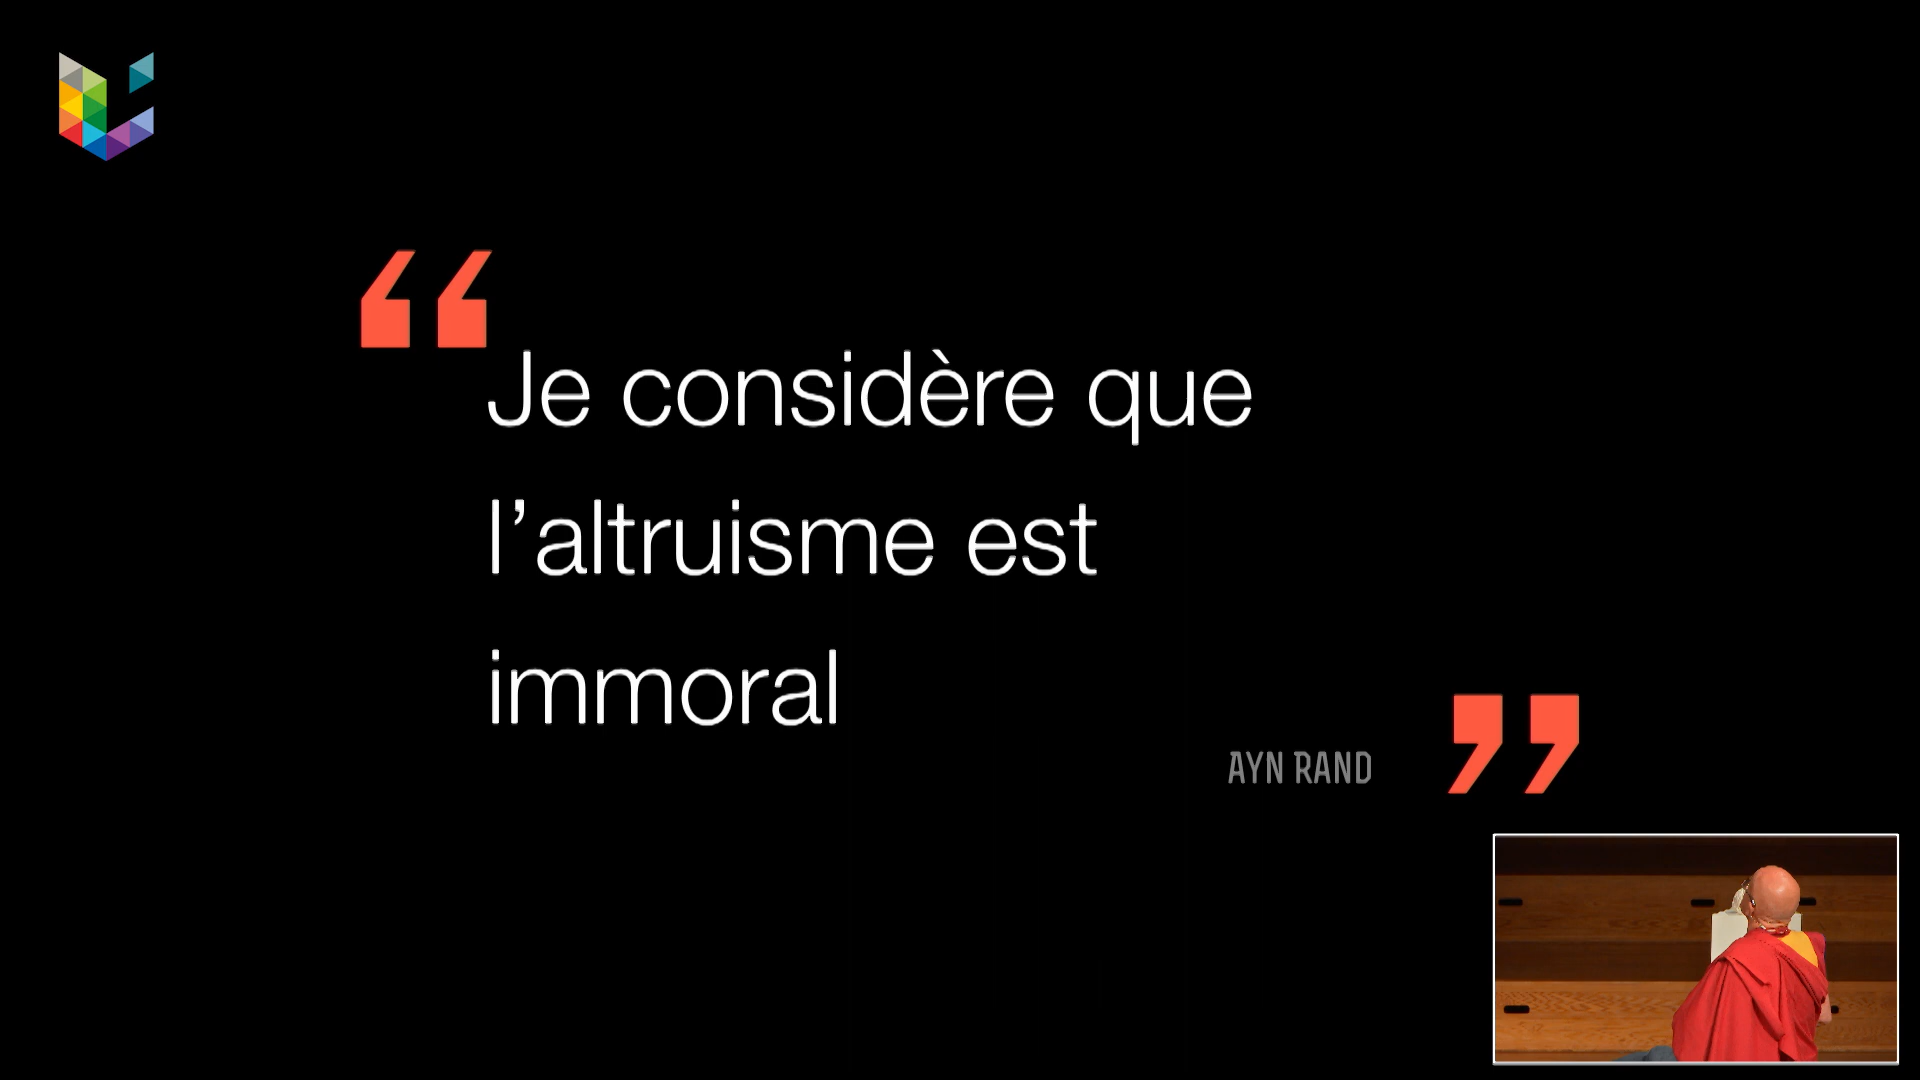 “Je considère que
l’altruisme est
immoral
AYN RAND ”